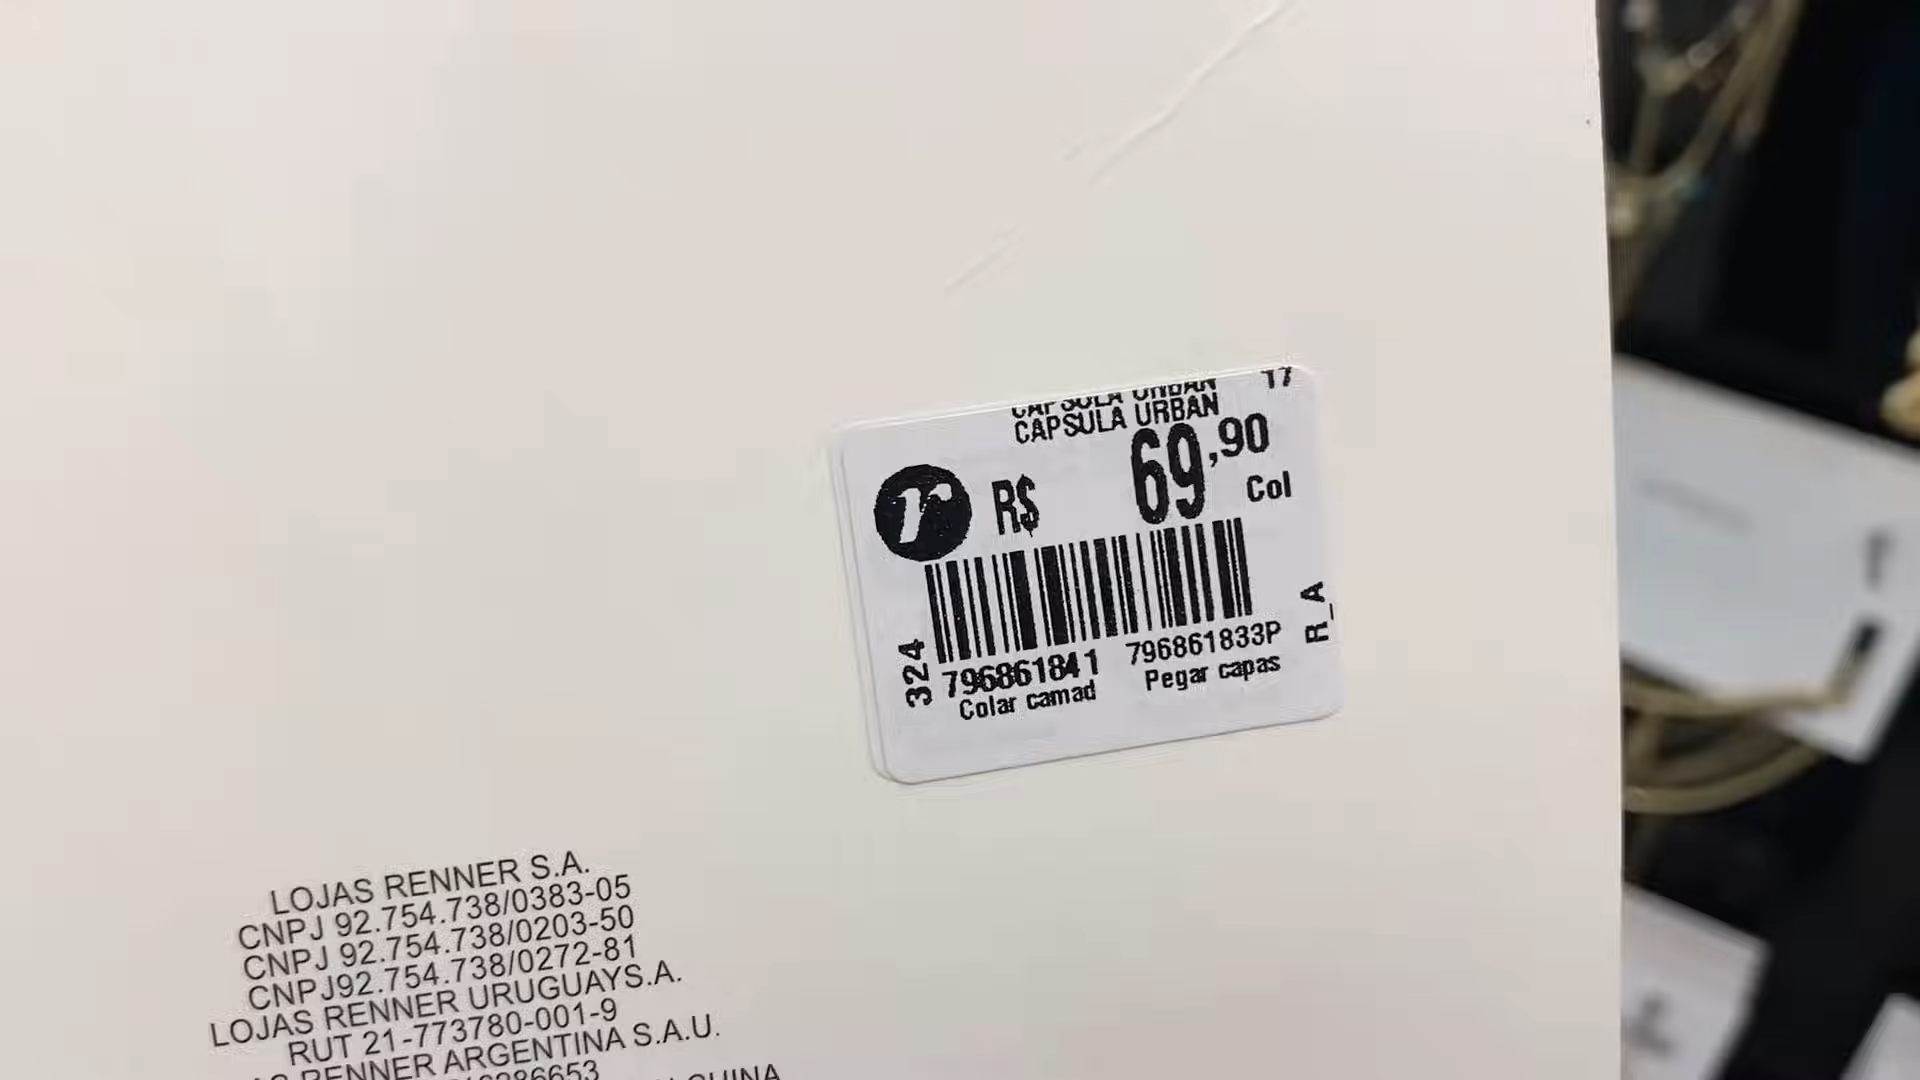 CAPSULA URBAN 17
CAPSULA URBAN
r R$ 69,90
Col
324
R_A
796861841 796861833P
Colar camad Pegar capas
LOJAS RENNER S.A.
CNPJ 92.754.738/0383-05
CNPJ 92.754.738/0203-50
CNPJ92.754.738/0272-81
LOJAS RENNER URUGUAYS.A.
RUT 21-773780-001-9
RENNER ARGENTINA S.A.U.